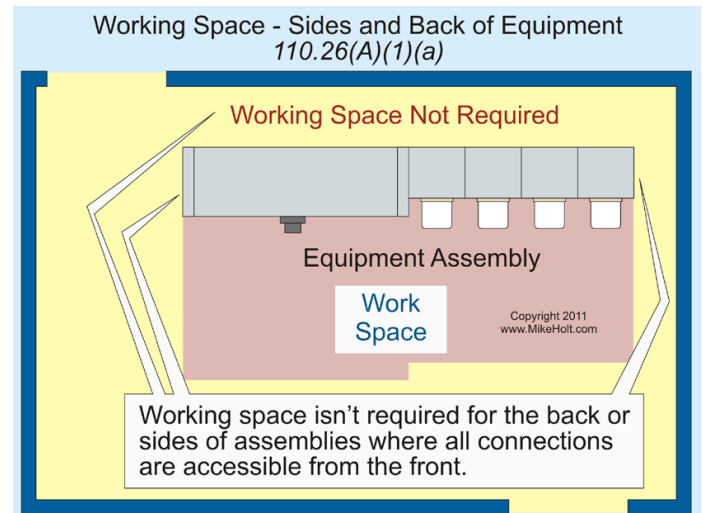 Working Space - Sides and Back of Equipment
110.26(A)(1)(a)
Working Space Not Required
Equipment Assembly
Work
Space
Copyright 2011
www.MikeHolt.com
Working space isn't required for the back or
sides of assemblies where all connections
are accessible from the front.